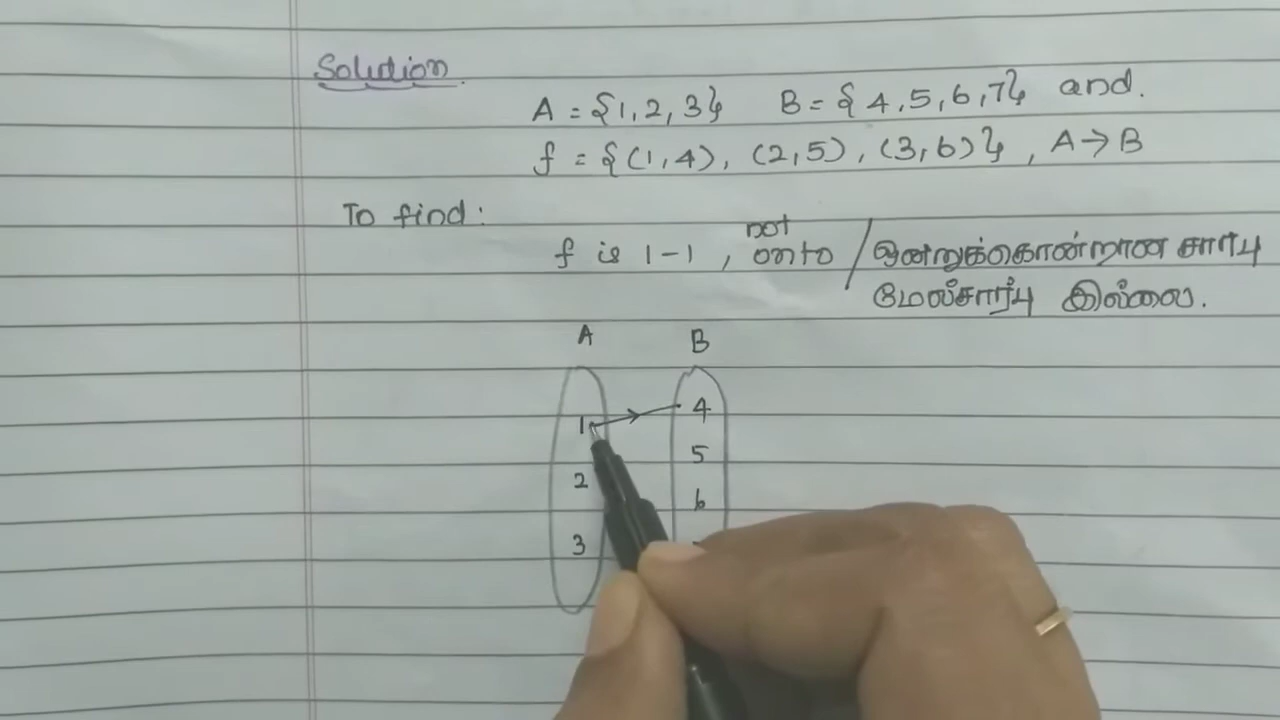 Solution
A = {1, 2, 3} B = { 4, 5, 6, 7} and.
f = { (1, 4), (2, 5), (3, 6) }, A → B
To find:
not
f is 1-1, onto / ஒன்றுக்கொன்றான சார்பு
மேல்சார்பு இல்லை.
A B
1 4
5
2
6
3